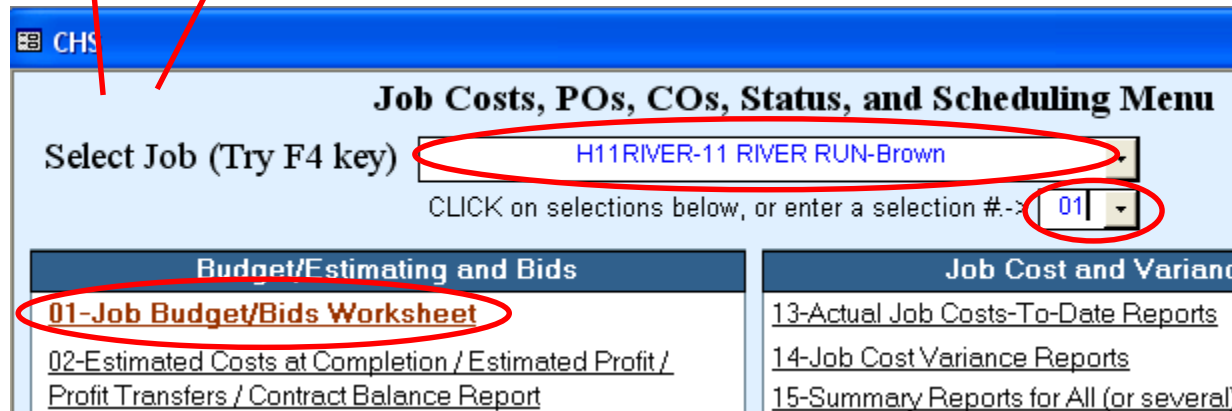 CHS
Job Costs, POs, COs, Status, and Scheduling Menu
Select Job (Try F4 key) H11RIVER-11 RIVER RUN-Brown
CLICK on selections below, or enter a selection #.-> 01
Budget/Estimating and Bids
01-Job Budget/Bids Worksheet
02-Estimated Costs at Completion / Estimated Profit /
Profit Transfers / Contract Balance Report
Job Cost and Varianc
13-Actual Job Costs-To-Date Reports
14-Job Cost Variance Reports
15-Summary Reports for All (or several)